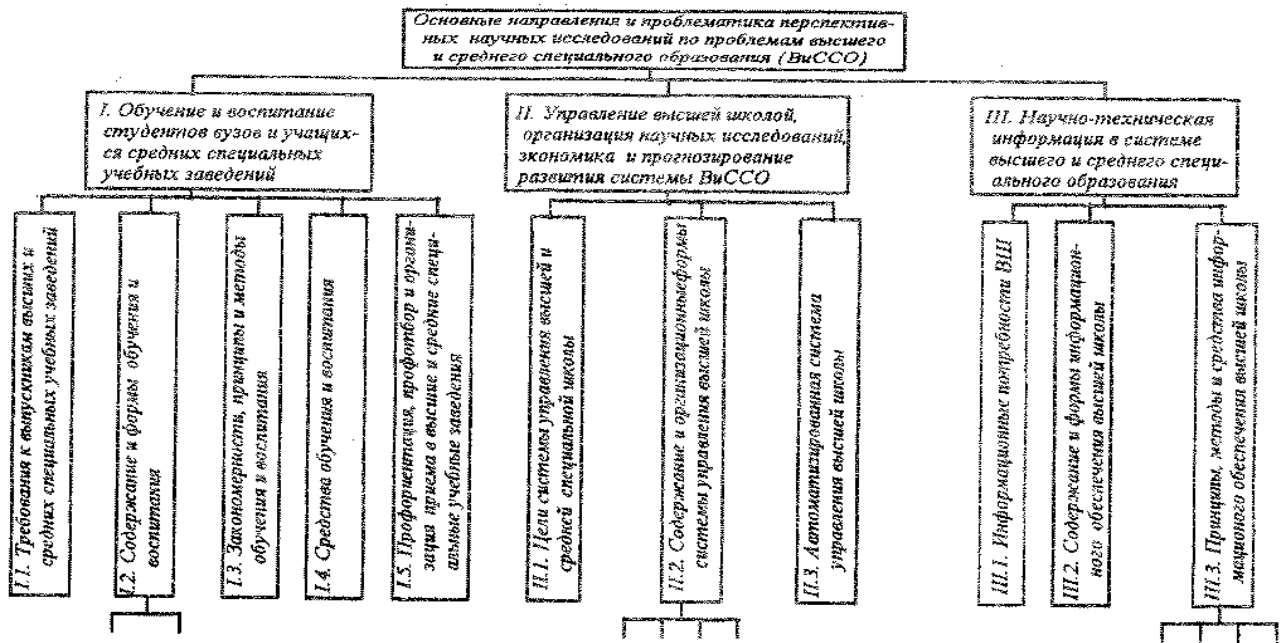 Основные направления и проблематика перспектив-
ных научных исследований по проблемам высшего
и среднего специального образования (ВиССО)
I. Обучение и воспитание
студентов вузов и учащих-
ся средних специальных
учебных заведений
II. Управление высшей школой,
организация научных исследований,
экономика и прогнозирование
развития системы ВиССО
III. Научно-техническая
информация в системе
высшего и среднего специ-
ального образования
I.1. Требования к выпускникам высших и
средних специальных учебных заведений
I.2. Содержание и формы обучения и
воспитания
I.3. Закономерности, принципы и методы
обучения и воспитания
I.4. Средства обучения и воспитания
I.5. Профориентация, профотбор и органи-
зация приема в высшие и средние специ-
альные учебные заведения
II.1. Цели системы управления высшей и
средней специальной школы
II.2. Содержание и организационныеформы
системы управления высшей школы
II.3. Автоматизированная система
управления высшей школы
III.1. Информационные потребности ВШ
III.2. Содержание и формы информацион-
ного обеспечения высшей школы
III.3. Принципы, методы и средства инфор-
мационого обеспечения высшей школы